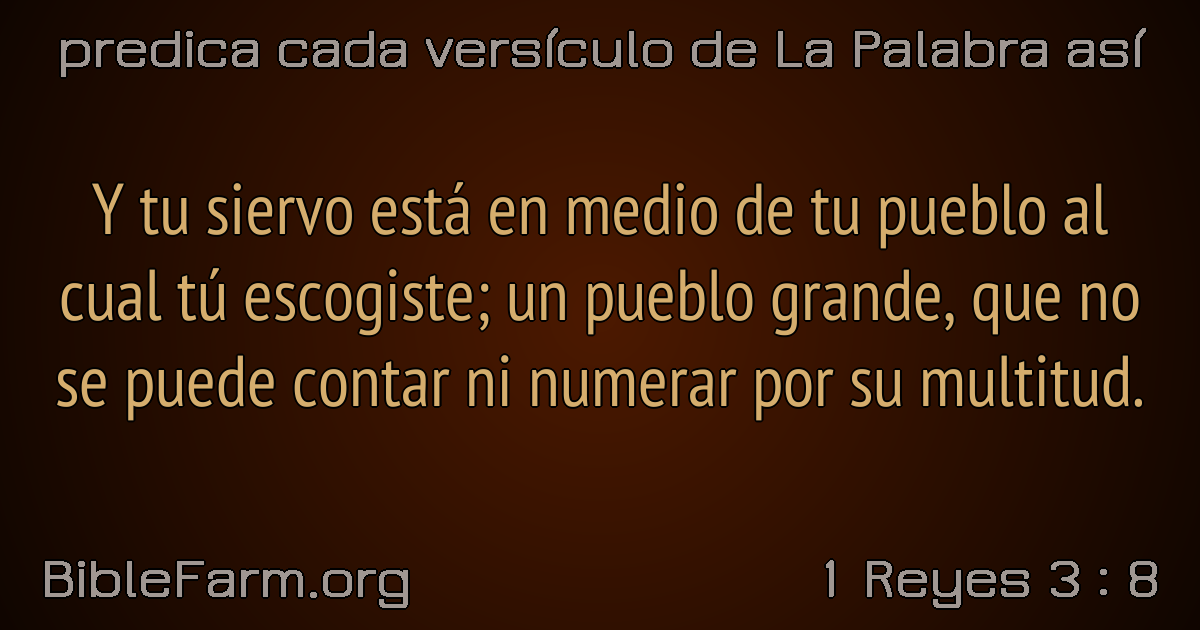 predica cada versículo de La Palabra así
Y tu siervo está en medio de tu pueblo al
cual tú escogiste; un pueblo grande, que no
se puede contar ni numerar por su multitud.
BibleFarm.org
1 Reyes 3 : 8